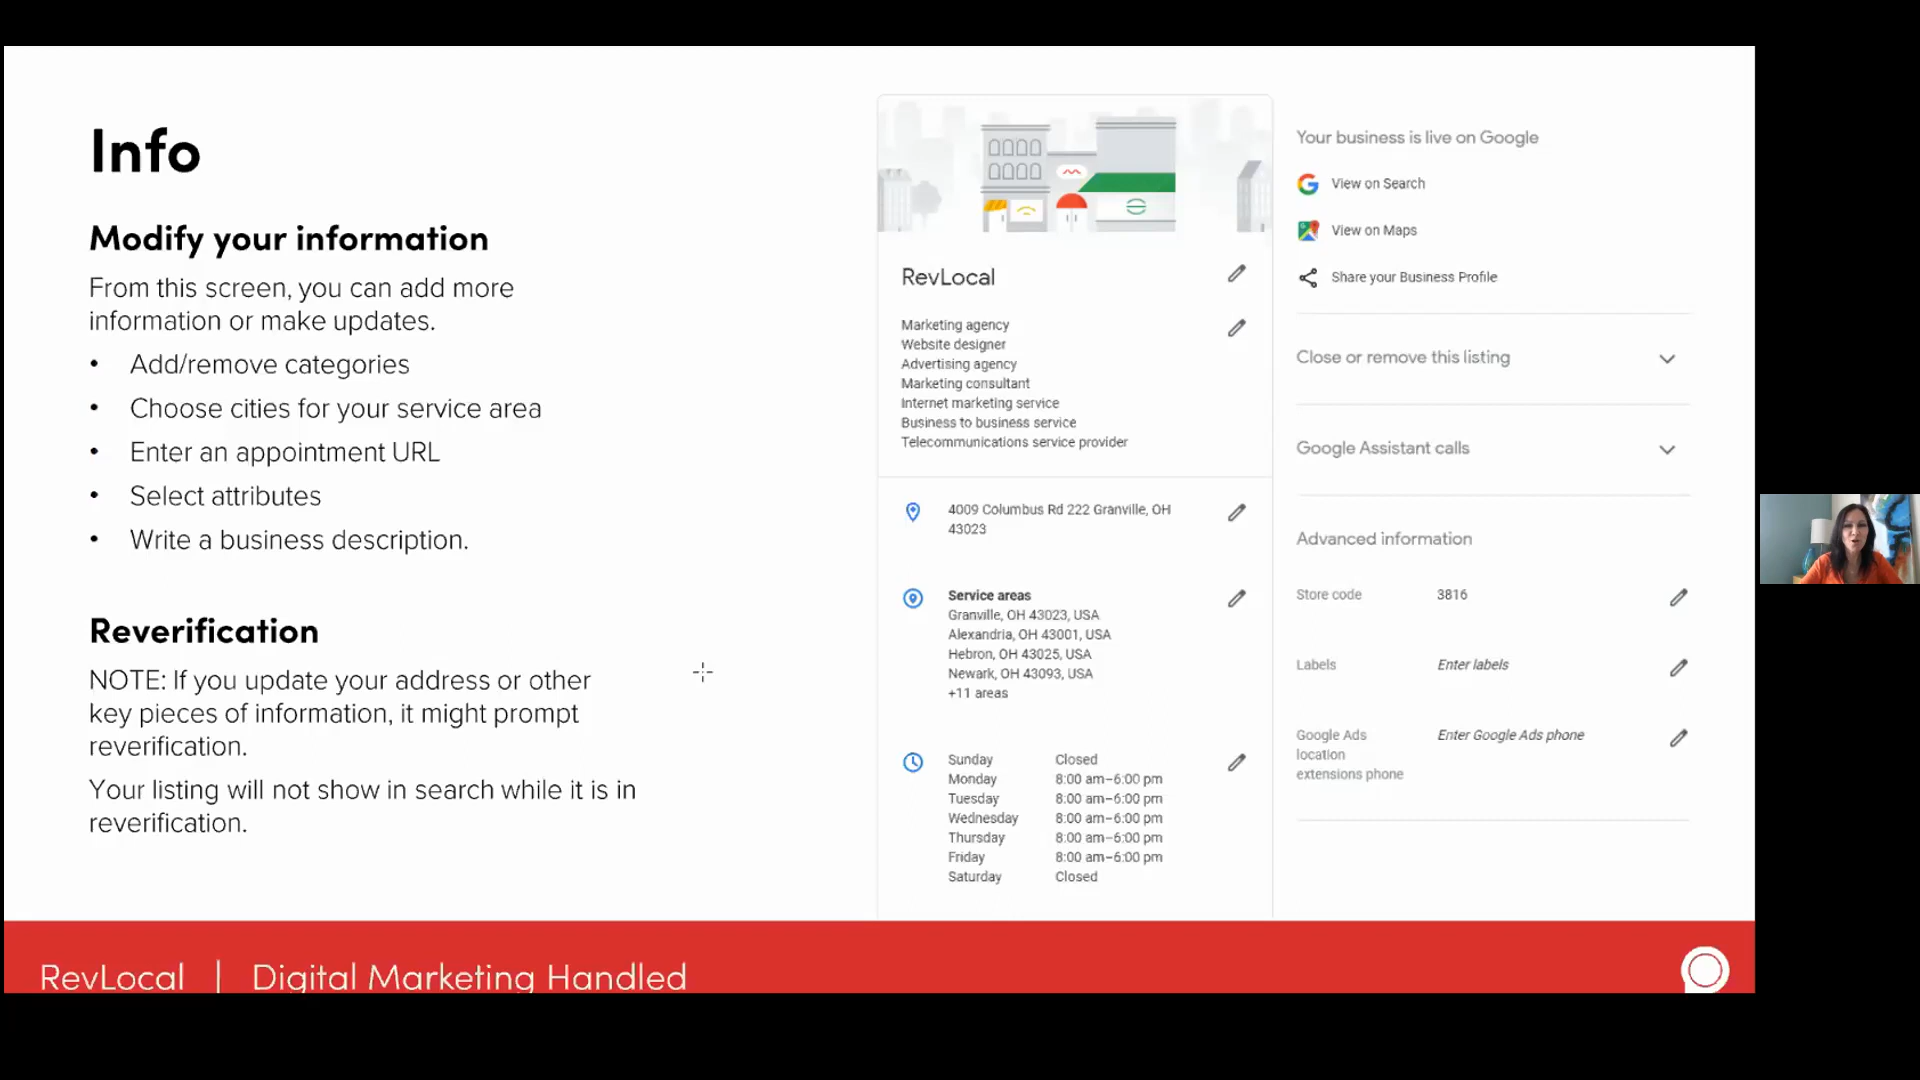 Info
Modify your information
From this screen, you can add more
information or make updates.
• Add/remove categories
• Choose cities for your service area
• Enter an appointment URL
• Select attributes
• Write a business description.
Reverification
NOTE: If you update your address or other
key pieces of information, it might prompt
reverification.
Your listing will not show in search while it is in
reverification.
RevLocal
Marketing agency
Website designer
Advertising agency
Marketing consultant
Internet marketing service
Business to business service
Telecommunications service provider
4009 Columbus Rd 222 Granville, OH
43023
Service areas
Granville, OH 43023, USA
Alexandria, OH 43001, USA
Hebron, OH 43025, USA
Newark, OH 43093, USA
+11 areas
Sunday Closed
Monday 8:00 am–6:00 pm
Tuesday 8:00 am–6:00 pm
Wednesday 8:00 am–6:00 pm
Thursday 8:00 am–6:00 pm
Friday 8:00 am–6:00 pm
Saturday Closed
Your business is live on Google
View on Search
View on Maps
Share your Business Profile
Close or remove this listing
Google Assistant calls
Advanced information
Store code 3816
Labels Enter labels
Google Ads Enter Google Ads phone
location
extensions phone
RevLocal | Digital Marketing Handled